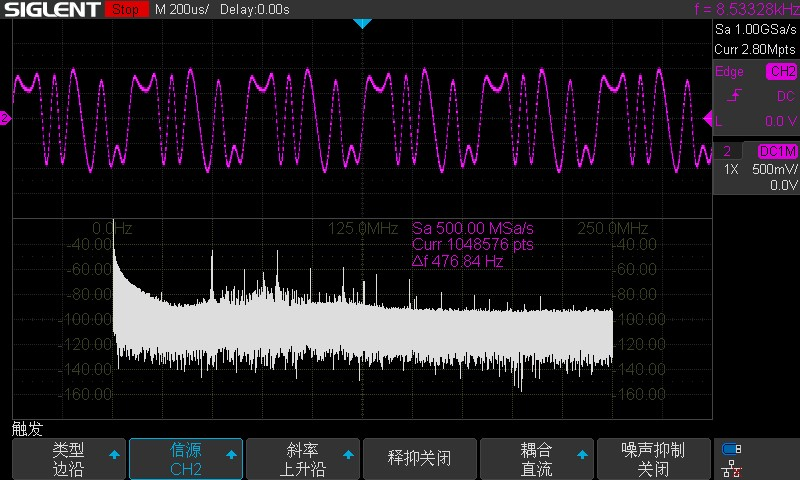 SIGLENT Stop M 200us/ Delay:0.00s f = 8.53328kHz
Sa 1.00GSa/s
Curr 2.80Mpts
Edge CH2
DC
L 0.0 V
2 DC1M
1X 500mV/
0.0V
2
0.0Hz 125.0MHz 250.0MHz
Sa 500.00 MSa/s
Curr 1048576 pts
Δf 476.84 Hz
-40.00 -40.00
-60.00 -60.00
-80.00 -80.00
-100.00 -100.00
-120.00 -120.00
-140.00 -140.00
-160.00 -160.00
触发
类型
边沿
信源
CH2
斜率
上升沿
释抑关闭
耦合
直流
噪声抑制
关闭